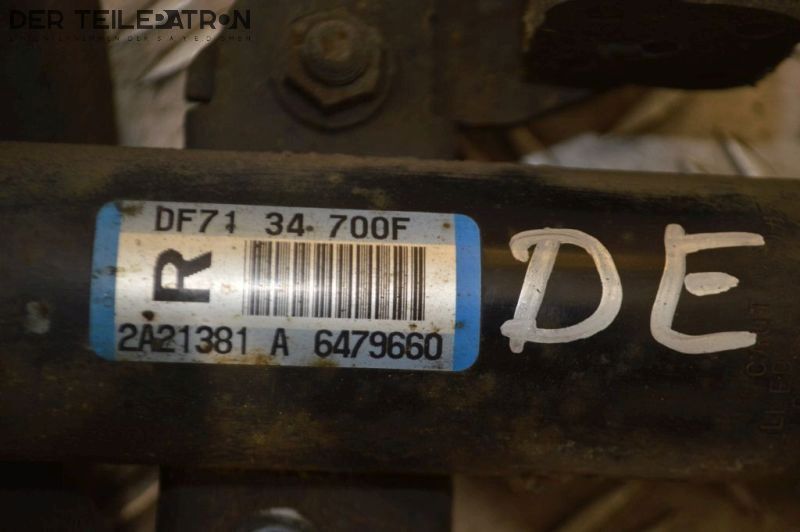 DER TEILEPATRON
DF71 34 700F
R
2A21381 A 6479660
DE